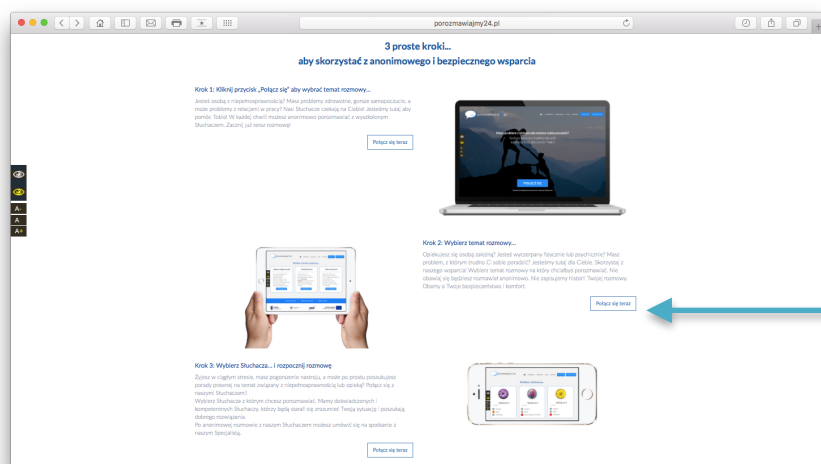 porozmawiajmy24.pl
3 proste kroki...
aby skorzystać z anonimowego i bezpiecznego wsparcia
Krok 1: Kliknij przycisk „Połącz się" aby wybrać temat rozmowy...
Jesteś osobą z niepełnosprawnością? Masz problemy zdrowotne, gorsze samopoczucie, a
może problemy z relacjami w pracy? Nasi Słuchacze czekają na Ciebie! Jesteśmy tutaj aby
pomóc Tobie! W każdej chwili możesz anonimowo porozmawiać z wyszkolonym
Słuchaczem. Zacznij już teraz rozmowę!
Połącz się teraz
POŁĄCZ SIĘ
A-
A
A+
Krok 2: Wybierz temat rozmowy...
Opiekujesz się osobą zależną? Jesteś wyczerpany fizycznie lub psychicznie? Masz
problem, z którym trudno Ci sobie poradzić? Jesteśmy tutaj dla Ciebie. Skorzystaj z
naszego wsparcia! Wybierz temat rozmowy na który chciałbyś porozmawiać. Nie
obawiaj się będziesz rozmawiał anonimowo. Nie zapisujemy historii Twojej rozmowy.
Dbamy o Twoje bezpieczeństwo i komfort.
Połącz się teraz
Krok 3: Wybierz Słuchacza... i rozpocznij rozmowę
Żyjesz w ciągłym stresie, masz pogorszenie nastroju, a może po prostu poszukujesz
porady prawnej na temat związany z niepełnosprawnością lub opieką? Połącz się z
naszymi Słuchaczem!
Wybierz Słuchacza z którym chcesz porozmawiać. Mamy doświadczonych i
kompetentnych Słuchaczy, którzy będą starali się zrozumieć Twoją sytuację i poszukają
dobrego rozwiązania.
Po anonimowej rozmowie z naszym Słuchaczem możesz umówić się na spotkanie z
naszym Specjalistą.
Połącz się teraz